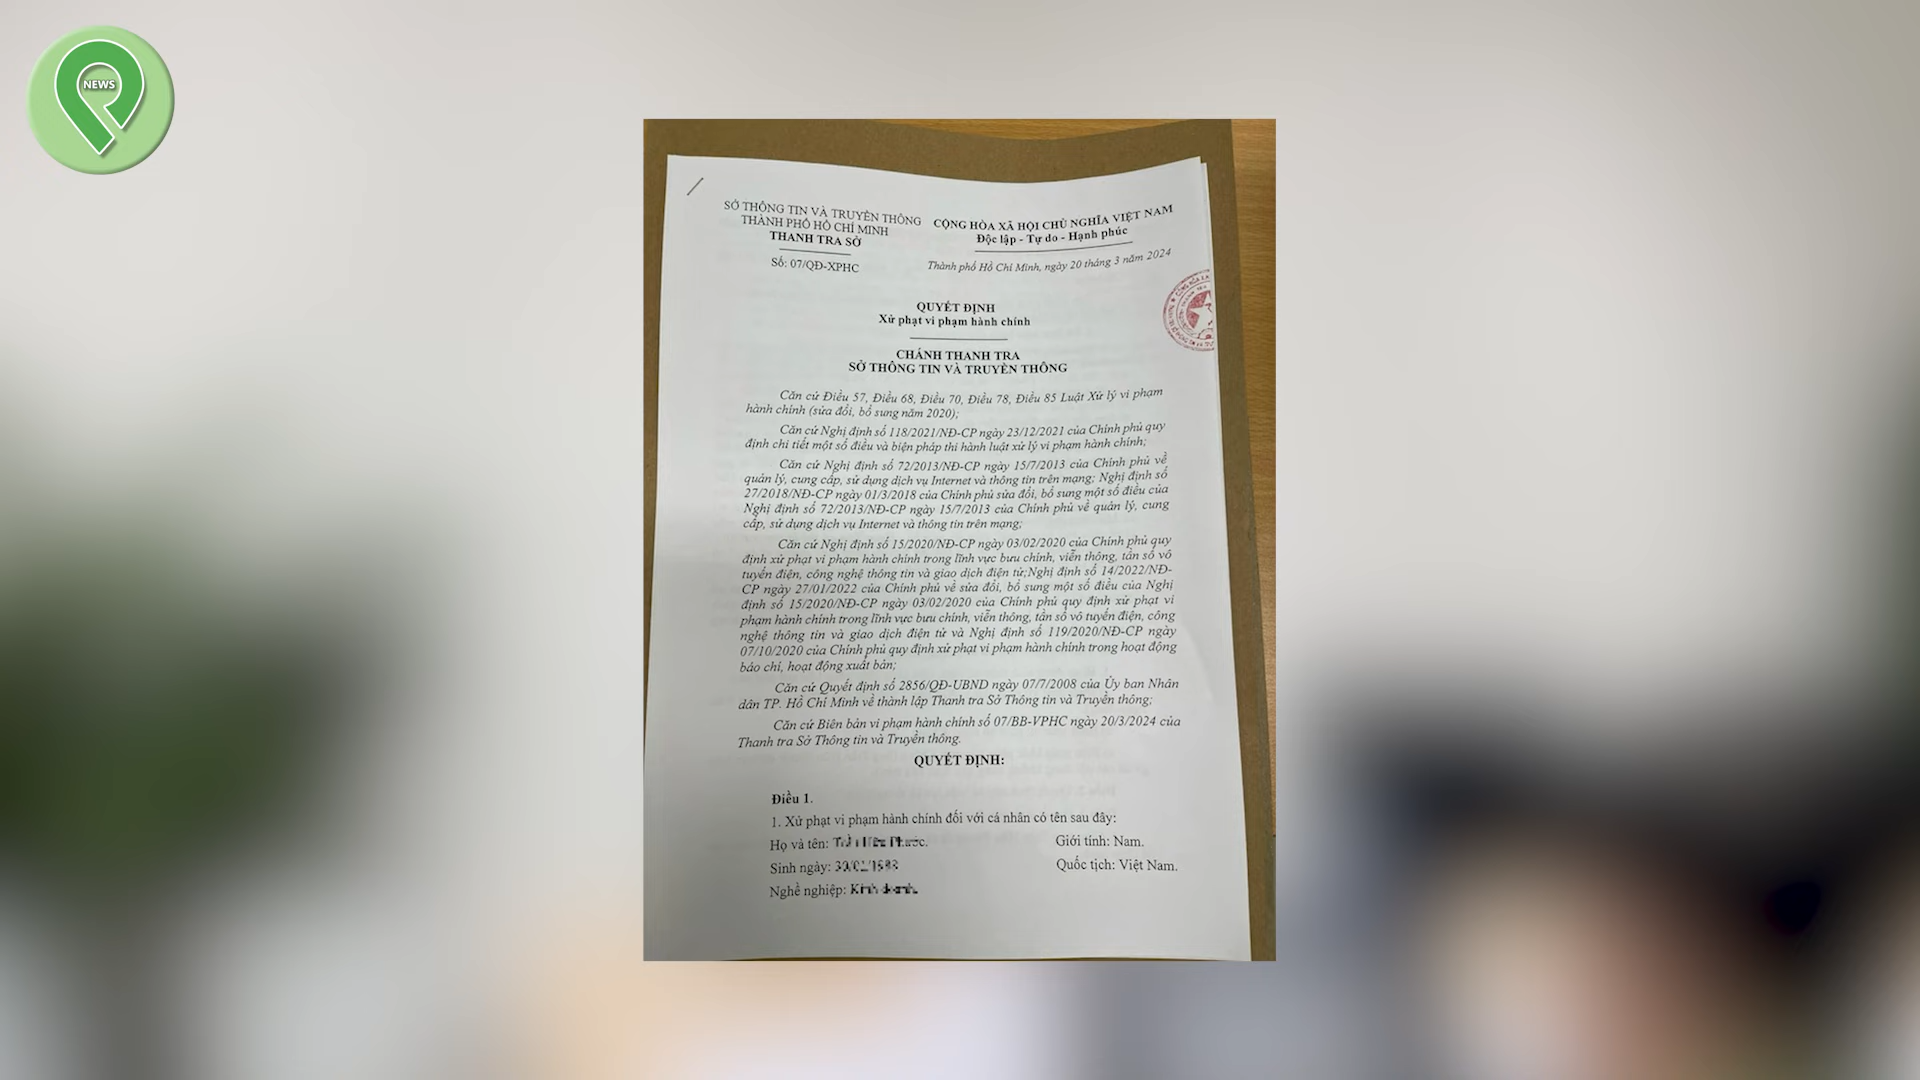 NEWS
SỞ THÔNG TIN VÀ TRUYỀN THÔNG
THÀNH PHỐ HỒ CHÍ MINH
THANH TRA SỞ
Số: 07/QĐ-XPHC
CỘNG HÒA XÃ HỘI CHỦ NGHĨA VIỆT NAM
Độc lập - Tự do - Hạnh phúc
Thành phố Hồ Chí Minh, ngày 20 tháng 3 năm 2024
QUYẾT ĐỊNH
Xử phạt vi phạm hành chính
CHÁNH THANH TRA
SỞ THÔNG TIN VÀ TRUYỀN THÔNG
Căn cứ Điều 57, Điều 68, Điều 70, Điều 78, Điều 85 Luật Xử lý vi phạm
hành chính (sửa đổi, bổ sung năm 2020);
Căn cứ Nghị định số 118/2021/NĐ-CP ngày 23/12/2021 của Chính phủ quy
định chi tiết một số điều và biện pháp thi hành luật xử lý vi phạm hành chính;
Căn cứ Nghị định số 72/2013/NĐ-CP ngày 15/7/2013 của Chính phủ về
quản lý, cung cấp, sử dụng dịch vụ Internet và thông tin trên mạng; Nghị định số
27/2018/NĐ-CP ngày 01/3/2018 của Chính phủ sửa đổi, bổ sung một số điều của
Nghị định số 72/2013/NĐ-CP ngày 15/7/2013 của Chính phủ về quản lý, cung
cấp, sử dụng dịch vụ Internet và thông tin trên mạng;
Căn cứ Nghị định số 15/2020/NĐ-CP ngày 03/02/2020 của Chính phủ quy
định xử phạt vi phạm hành chính trong lĩnh vực bưu chính, viễn thông, tần số vô
tuyến điện, công nghệ thông tin và giao dịch điện tử;Nghị định số 14/2022/NĐ-
CP ngày 27/01/2022 của Chính phủ về sửa đổi, bổ sung một số điều của Nghị
định số 15/2020/NĐ-CP ngày 03/02/2020 của Chính phủ quy định xử phạt vi
phạm hành chính trong lĩnh vực bưu chính, viễn thông, tần số vô tuyến điện, công
nghệ thông tin và giao dịch điện tử và Nghị định số 119/2020/NĐ-CP ngày
07/10/2020 của Chính phủ quy định xử phạt vi phạm hành chính trong hoạt động
báo chí, hoạt động xuất bản;
Căn cứ Quyết định số 2856/QĐ-UBND ngày 07/7/2008 của Ủy ban Nhân
dân TP. Hồ Chí Minh về thành lập Thanh tra Sở Thông tin và Truyền thông;
Căn cứ Biên bản vi phạm hành chính số 07/BB-VPHC ngày 20/3/2024 của
Thanh tra Sở Thông tin và Truyền thông.
QUYẾT ĐỊNH:
Điều 1.
1. Xử phạt vi phạm hành chính đối với cá nhân có tên sau đây:
Họ và tên:
Giới tính: Nam.
Sinh ngày:
Quốc tịch: Việt Nam.
Nghề nghiệp: